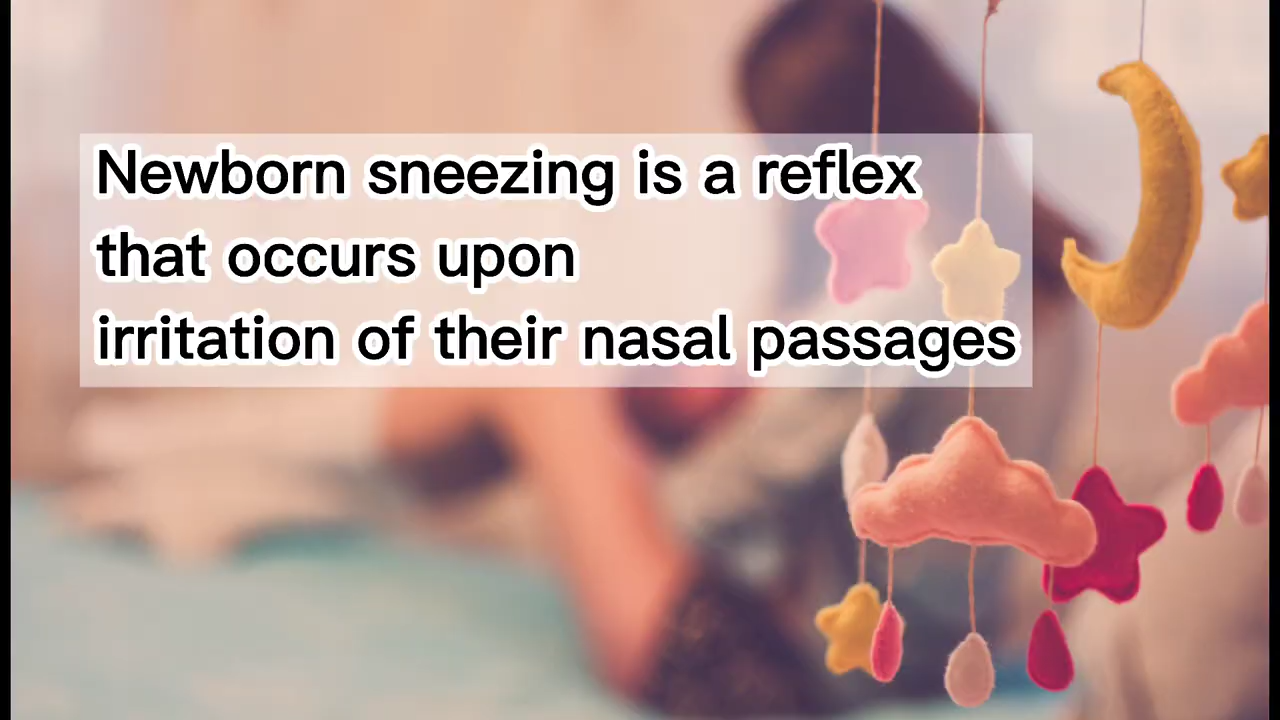 Newborn sneezing is a reflex
that occurs upon
irritation of their nasal passages